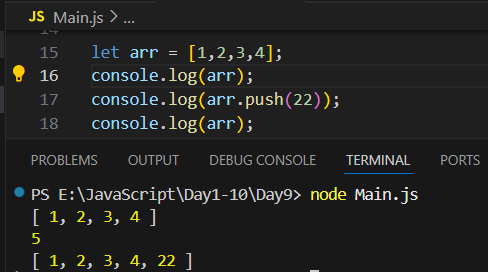 JS Main.js > ...
14
15 let arr = [1,2,3,4];
16 console.log(arr);
17 console.log(arr.push(22));
18 console.log(arr);
PROBLEMS OUTPUT DEBUG CONSOLE TERMINAL PORTS
PS E:\JavaScript\Day1-10\Day9> node Main.js
[ 1, 2, 3, 4 ]
5
[ 1, 2, 3, 4, 22 ]